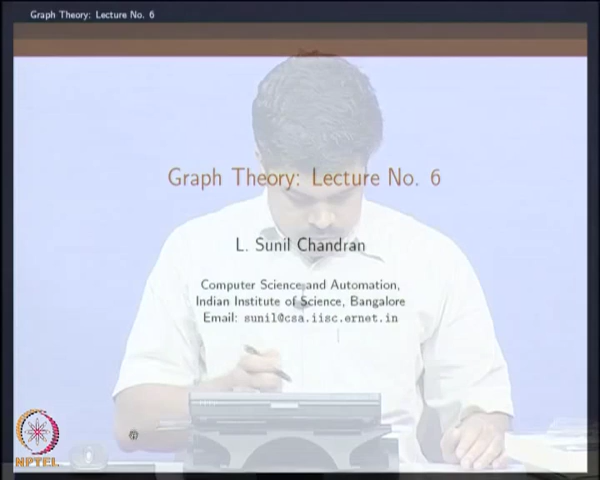 Graph Theory: Lecture No. 6
Graph Theory: Lecture No. 6
L. Sunil Chandran
Computer Science and Automation,
Indian Institute of Science, Bangalore
Email: sunil@csa.iisc.ernet.in
NPTEL